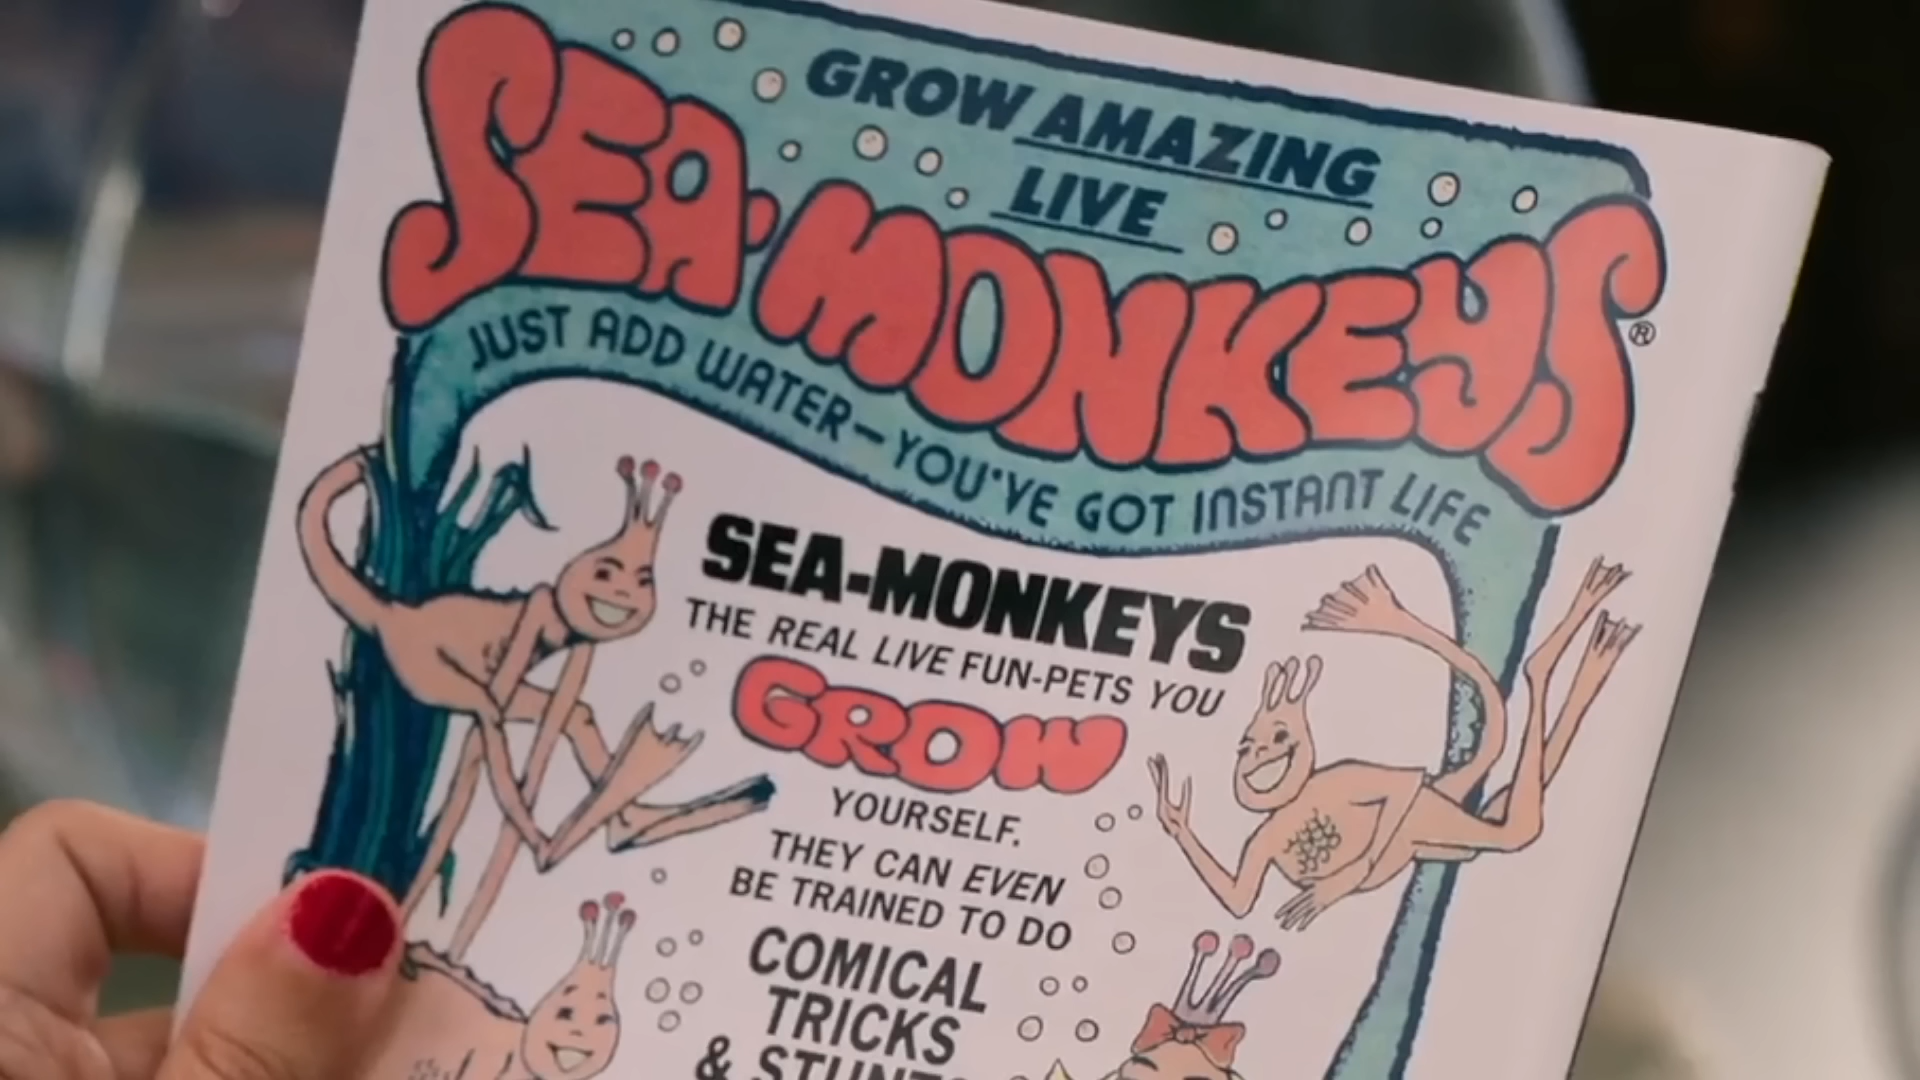 GROW AMAZING
LIVE
SEA-MONKEYS®
JUST ADD WATER—YOU'VE GOT INSTANT LIFE
SEA-MONKEYS
THE REAL LIVE FUN-PETS YOU
GROW
YOURSELF.
THEY CAN EVEN
BE TRAINED TO DO
COMICAL
TRICKS
&